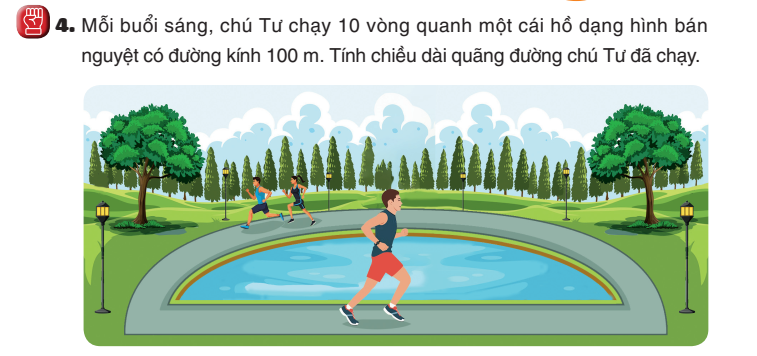 4. Mỗi buổi sáng, chú Tư chạy 10 vòng quanh một cái hồ dạng hình bán
nguyệt có đường kính 100 m. Tính chiều dài quãng đường chú Tư đã chạy.